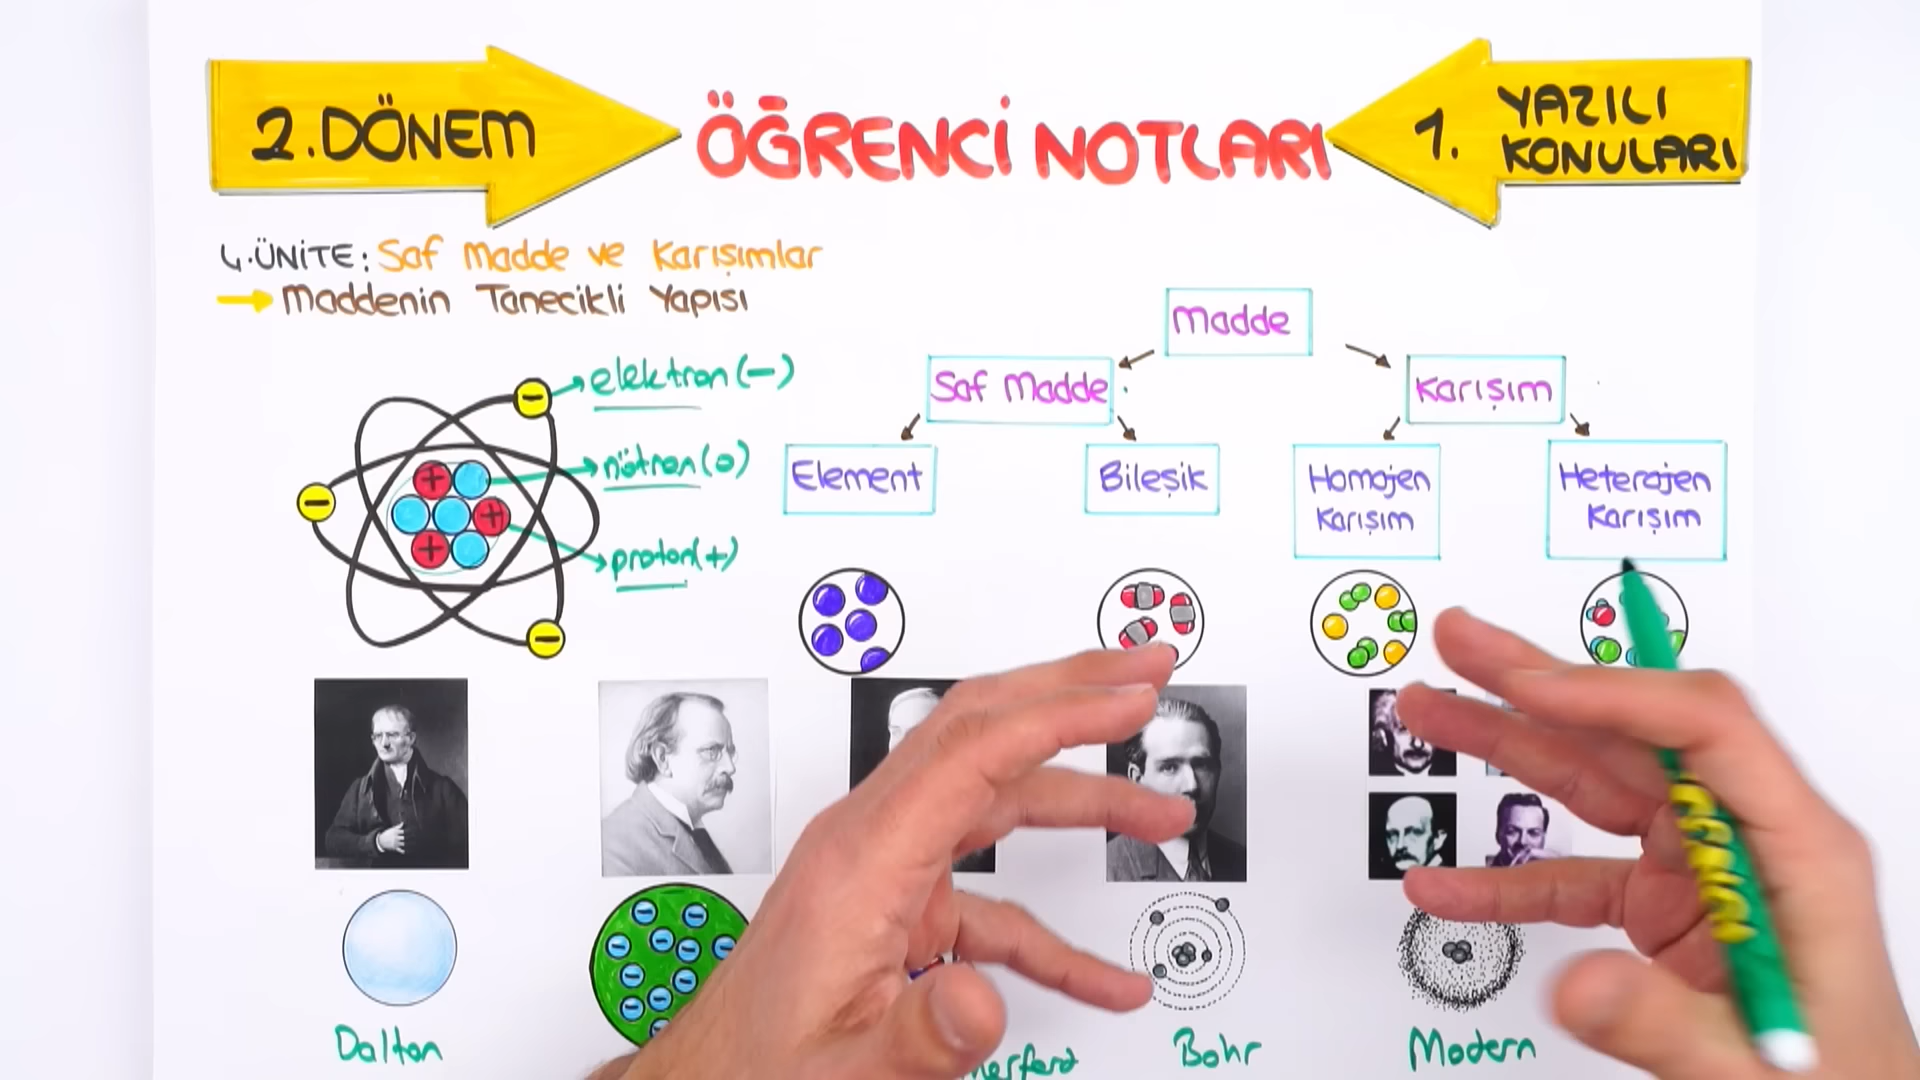 2. DÖNEM
ÖĞRENCİ NOTLARI
1. YAZILI
KONULARI
4. ÜNİTE: Saf Madde ve Karışımlar
Maddenin Tanecikli Yapısı
Madde
Saf Madde
Karışım
elektron (-)
nötron (0)
proton (+)
Element
Bileşik
Homojen
Karışım
Heterojen
Karışım
Dalton
Bohr
Modern